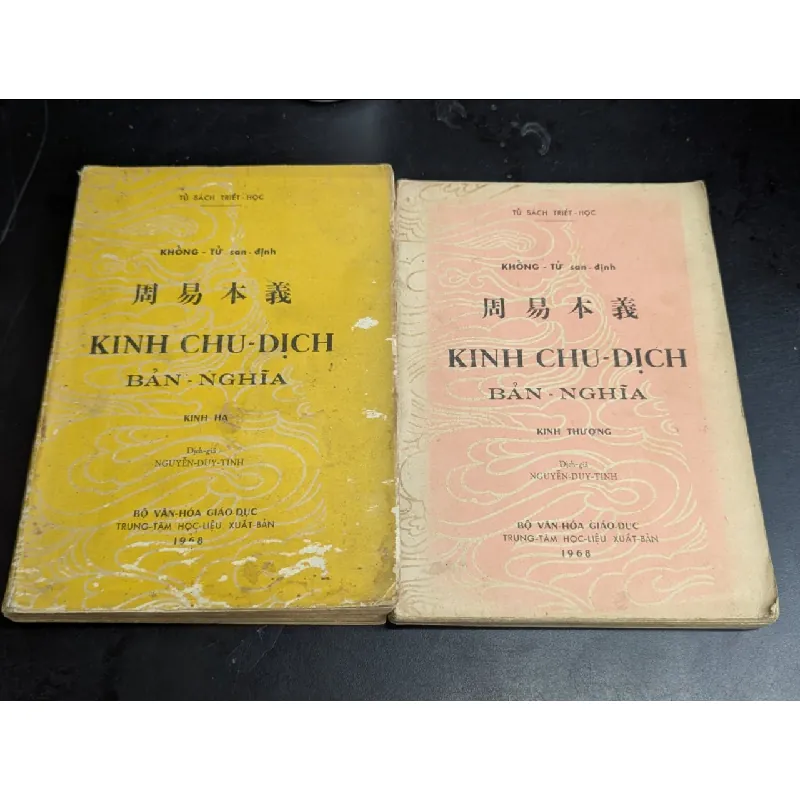 TỦ SÁCH TRIẾT-HỌC
KHỔNG - TỬ san-định
周易本義
KINH CHU-DỊCH
BẢN - NGHĨA
KINH HẠ
Dịch-giả
NGUYỄN-DUY-TINH
BỘ VĂN-HÓA GIÁO-DỤC
TRUNG-TÂM HỌC-LIỆU XUẤT-BẢN
1968
TỦ SÁCH TRIẾT-HỌC
KHỔNG - TỬ san-định
周易本義
KINH CHU-DỊCH
BẢN - NGHĨA
KINH THƯỢNG
Dịch-giả
NGUYỄN-DUY-TINH
BỘ VĂN-HÓA GIÁO-DỤC
TRUNG-TÂM HỌC-LIỆU XUẤT-BẢN
1968